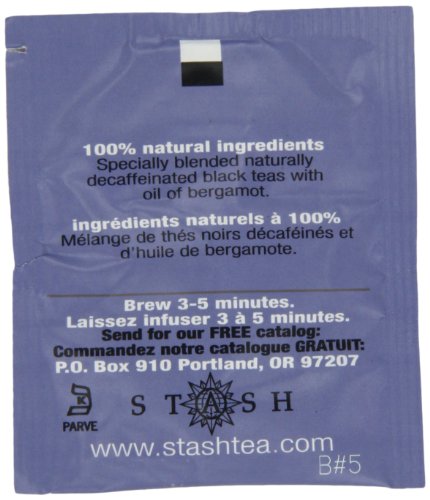 100% natural ingredients
Specially blended naturally
decaffeinated black teas with
oil of bergamot.
ingrédients naturels à 100%
Mélange de thés noirs décaféinés et
d'huile de bergamote.
Brew 3-5 minutes.
Laissez infuser 3 à 5 minutes.
Send for our FREE catalog:
Commandez notre catalogue GRATUIT:
P.O. Box 910 Portland, OR 97207
K
PARVE
STASH
www.stashtea.com
B#5